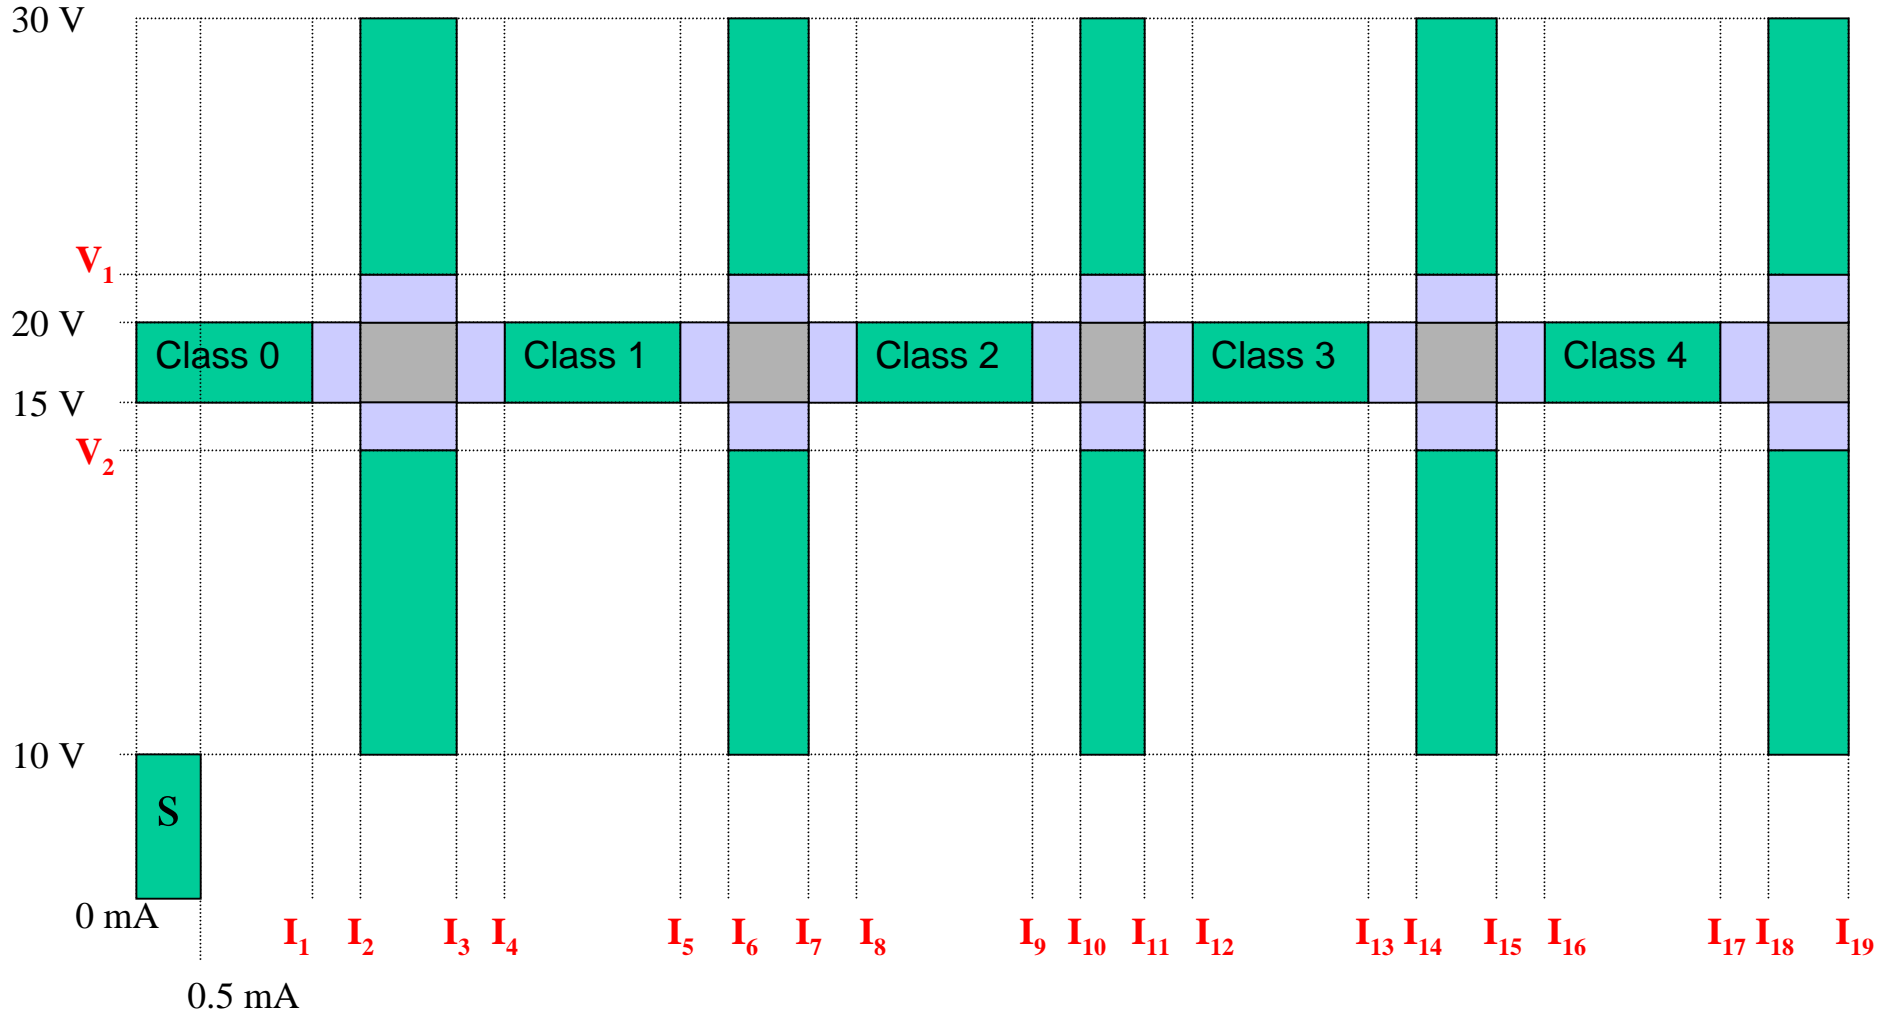 30 V
V₁
20 V
Class 0 Class 1 Class 2 Class 3 Class 4
15 V
V₂
10 V
S
0 mA
I₁ I₂ I₃ I₄ I₅ I₆ I₇ I₈ I₉ I₁₀ I₁₁ I₁₂ I₁₃ I₁₄ I₁₅ I₁₆ I₁₇ I₁₈ I₁₉
0.5 mA